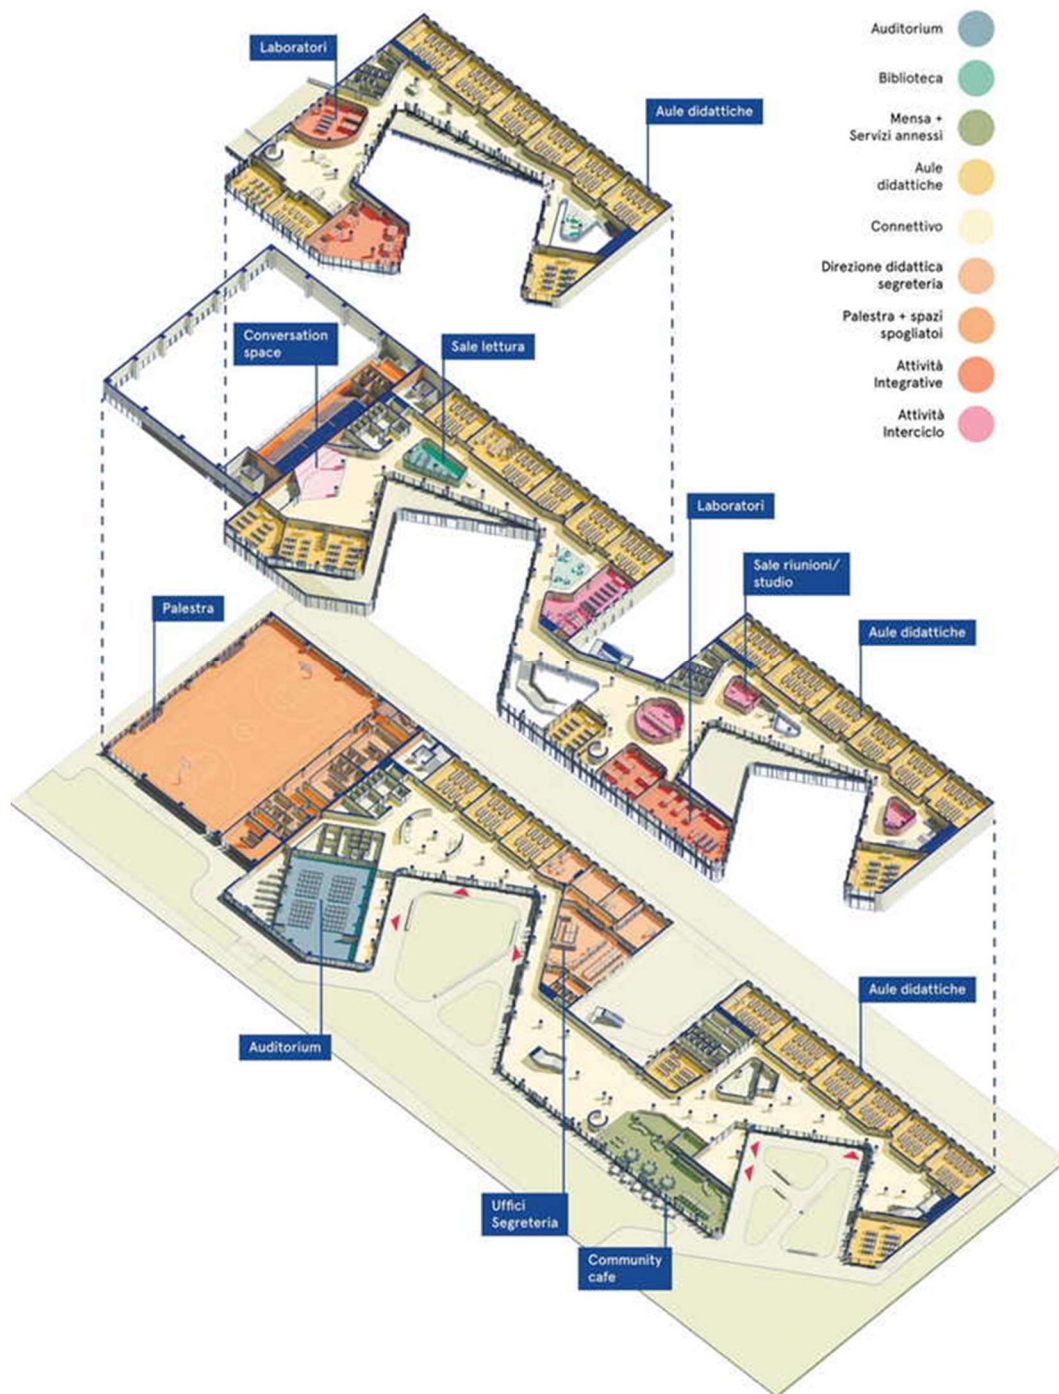 Auditorium
Biblioteca
Mensa +
Servizi annessi
Aule
didattiche
Connettivo
Direzione didattica
segreteria
Palestra + spazi
spogliatoi
Attività
Integrative
Attività
Interciclo
Laboratori
Aule didattiche
Conversation
space
Sale lettura
Laboratori
Sale riunioni/
studio
Aule didattiche
Palestra
Auditorium
Aule didattiche
Uffici
Segreteria
Community
cafe